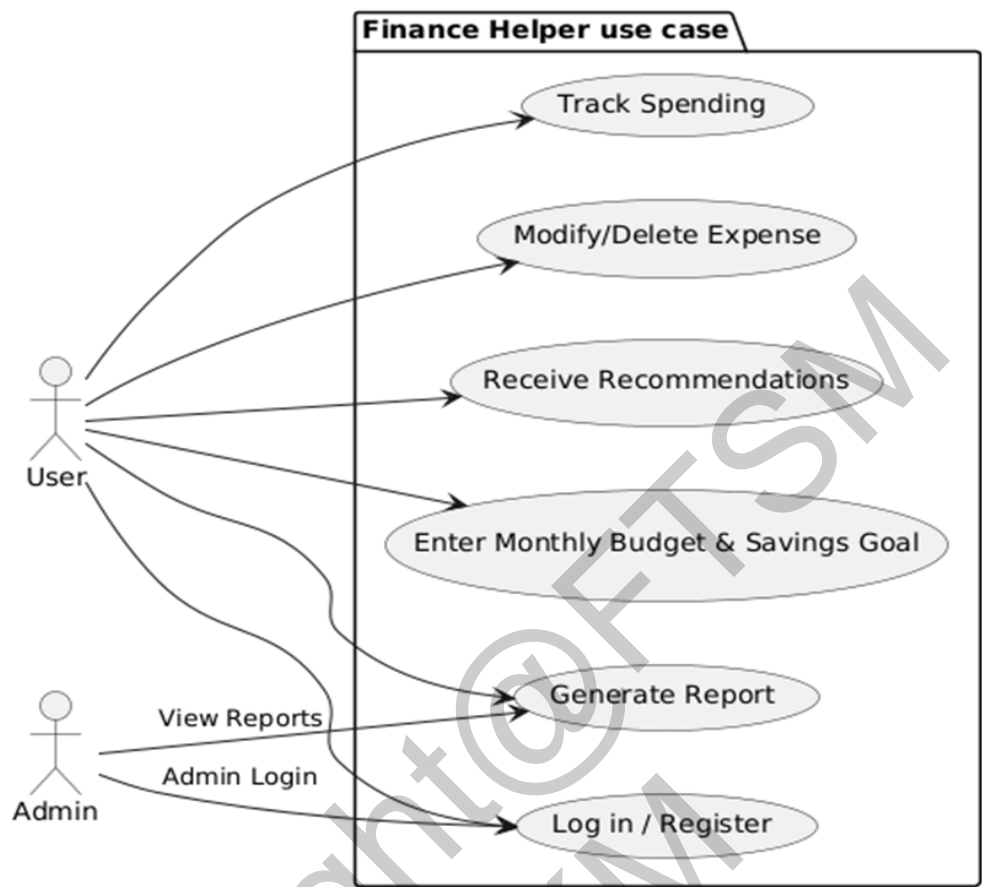 Finance Helper use case
Track Spending
Modify/Delete Expense
Receive Recommendations
User
Enter Monthly Budget & Savings Goal
Generate Report
View Reports
Admin Login
Admin
Log in / Register
@FTSM